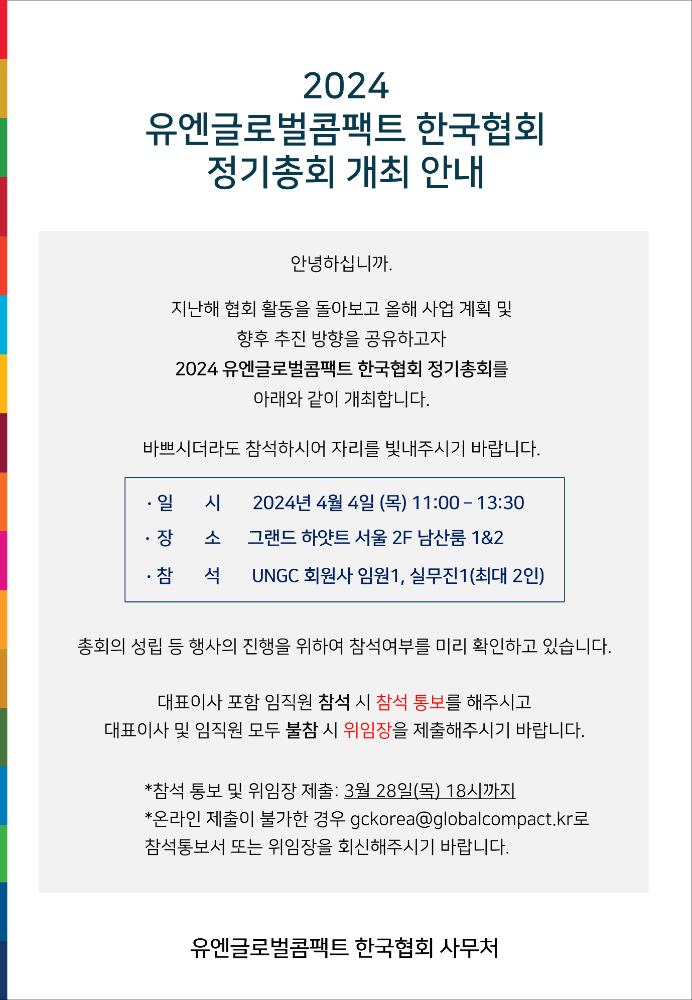 2024
유엔글로벌콤팩트 한국협회
정기총회 개최 안내
안녕하십니까.
지난해 협회 활동을 돌아보고 올해 사업 계획 및
향후 추진 방향을 공유하고자
2024 유엔글로벌콤팩트 한국협회 정기총회를
아래와 같이 개최합니다.
바쁘시더라도 참석하시어 자리를 빛내주시기 바랍니다.
· 일 시 2024년 4월 4일 (목) 11:00 – 13:30
· 장 소 그랜드 하얏트 서울 2F 남산룸 1&2
· 참 석 UNGC 회원사 임원1, 실무진1(최대 2인)
총회의 성립 등 행사의 진행을 위하여 참석여부를 미리 확인하고 있습니다.
대표이사 포함 임직원 참석 시 참석 통보를 해주시고
대표이사 및 임직원 모두 불참 시 위임장을 제출해주시기 바랍니다.
*참석 통보 및 위임장 제출: 3월 28일(목) 18시까지
*온라인 제출이 불가한 경우 gckorea@globalcompact.kr로
참석통보서 또는 위임장을 회신해주시기 바랍니다.
유엔글로벌콤팩트 한국협회 사무처